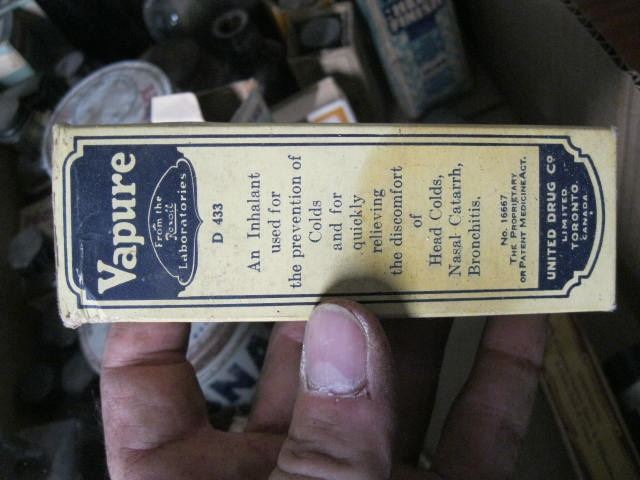 Vapure
From the
Rexall
Laboratories
D 433
An Inhalant
used for
the prevention of
Colds
and for
quickly
relieving
the discomfort
of
Head Colds,
Nasal Catarrh,
Bronchitis.
No. 16667
THE PROPRIETARY
OR PATENT MEDICINE ACT.
UNITED DRUG CO
LIMITED.
TORONTO.
CANADA.